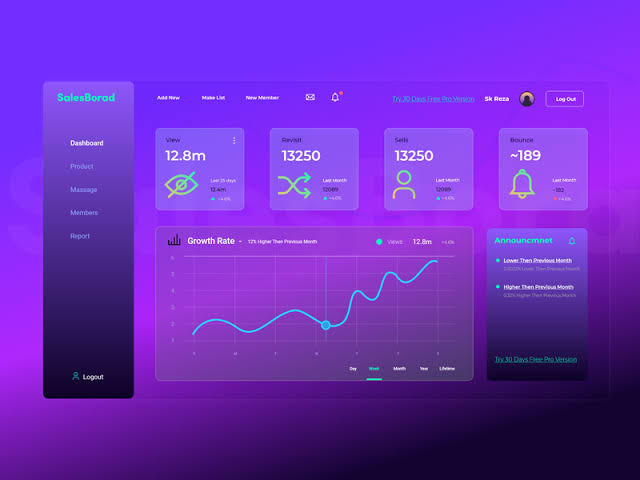 SalesBorad
Add New
Make List
New Member
Try 30 Days Free Pro Version
Sk Reza
Log Out
Dashboard
Product
Massage
Members
Report
Logout
View
12.8m
Last 25 days
12.4m
+4.6%
Revisit
13250
Last Month
12089
+4.6%
Sells
13250
Last Month
12089
+4.6%
Bounce
~189
Last Month
~182
+4.6%
Growth Rate
12% Higher Then Previous Month
Views
12.8m
+4.6%
6
5
4
3
2
1
S
M
T
W
T
F
S
Day
Week
Month
Year
Lifetime
Announcmnet
Lower Then Previous Month
Lower Then Previous Month
Higher Then Previous Month
Higher Then Previous Month
Try 30 Days Free Pro Version